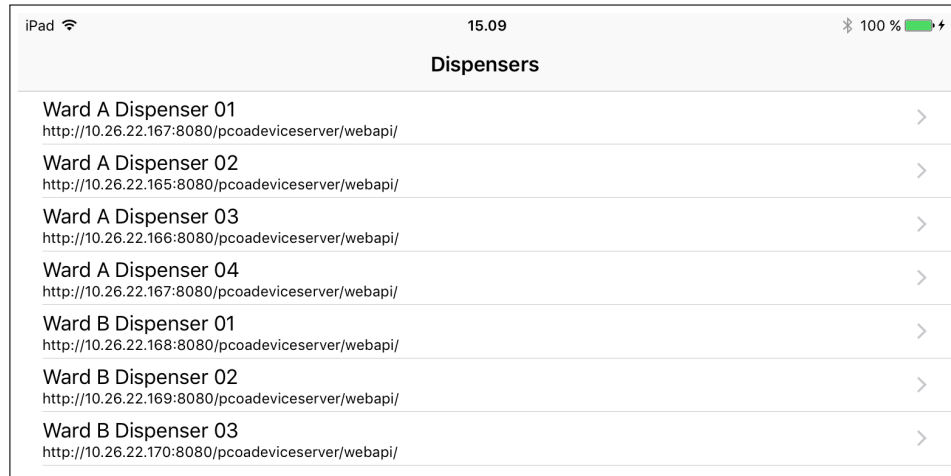 iPad 15.09 100 %
Dispensers
Ward A Dispenser 01
http://10.26.22.167:8080/pcoadeviceserver/webapi/
Ward A Dispenser 02
http://10.26.22.165:8080/pcoadeviceserver/webapi/
Ward A Dispenser 03
http://10.26.22.166:8080/pcoadeviceserver/webapi/
Ward A Dispenser 04
http://10.26.22.167:8080/pcoadeviceserver/webapi/
Ward B Dispenser 01
http://10.26.22.168:8080/pcoadeviceserver/webapi/
Ward B Dispenser 02
http://10.26.22.169:8080/pcoadeviceserver/webapi/
Ward B Dispenser 03
http://10.26.22.170:8080/pcoadeviceserver/webapi/